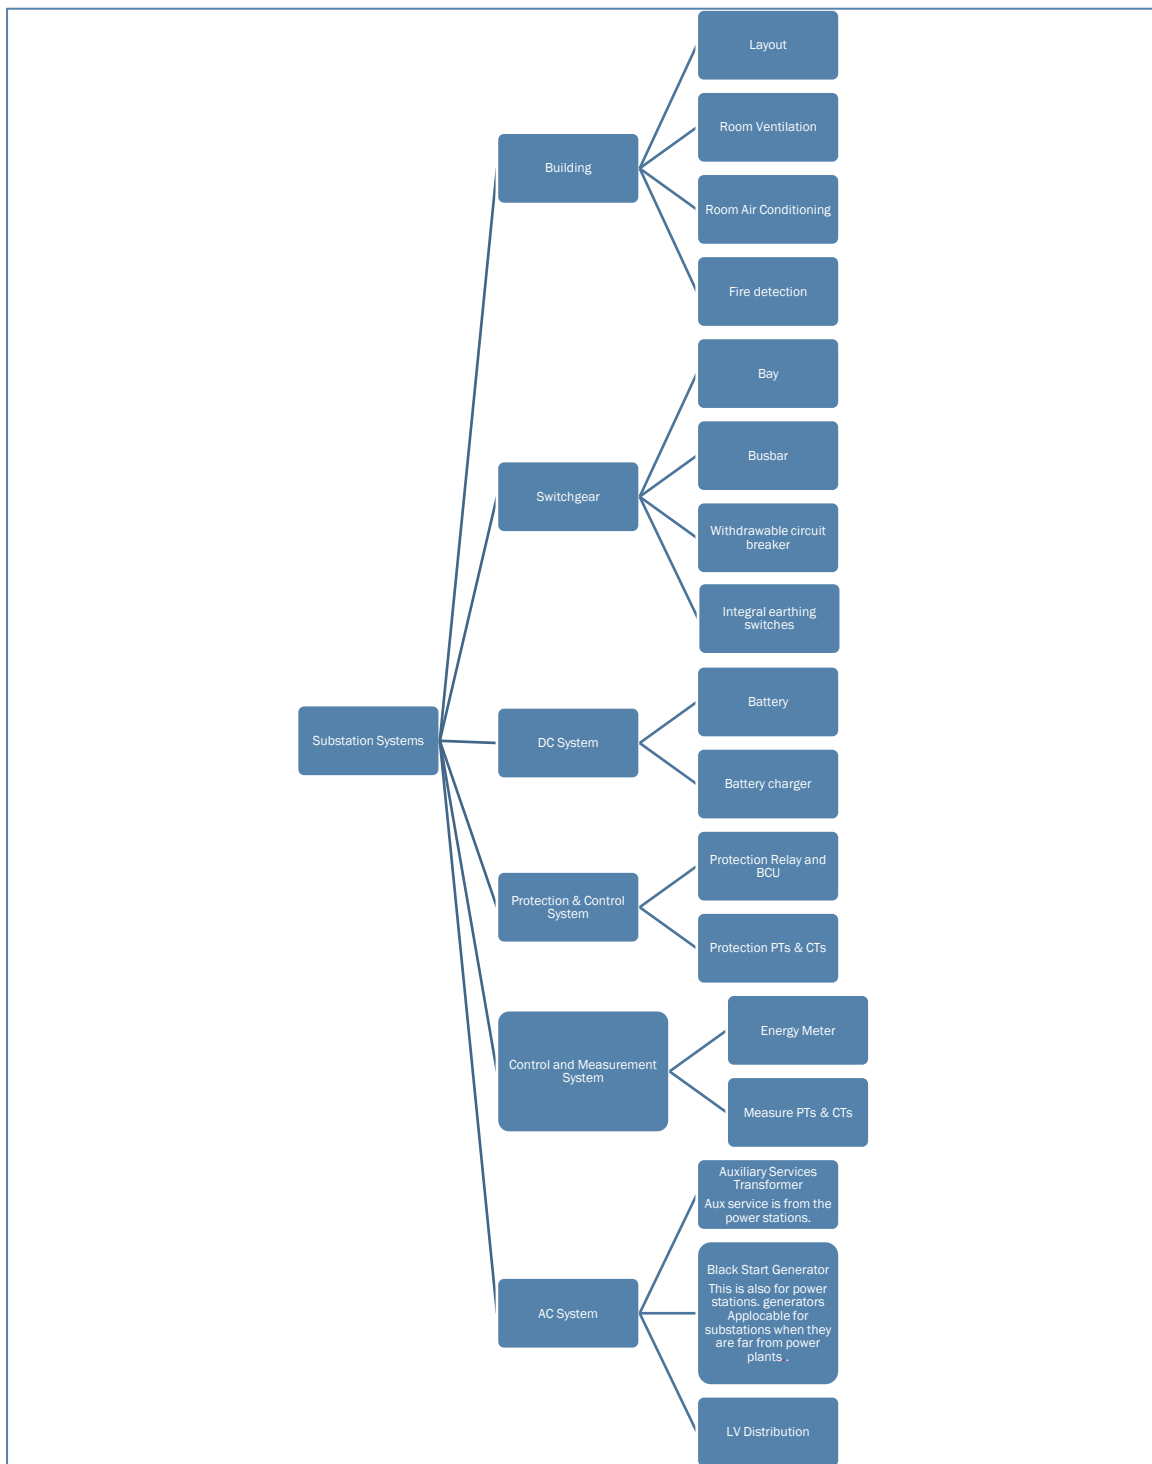 Layout
Room Ventilation
Building
Room Air Conditioning
Fire detection
Bay
Busbar
Switchgear
Withdrawable circuit
breaker
Integral earthing
switches
Battery
Substation Systems
DC System
Battery charger
Protection Relay and
BCU
Protection & Control
System
Protection PTs & CTs
Energy Meter
Control and Measurement
System
Measure PTs & CTs
Auxiliary Services
Transformer
Aux service is from the
power stations.
Black Start Generator
This is also for power
stations. generators
Applocable for
substations when they
are far from power
plants .
AC System
LV Distribution